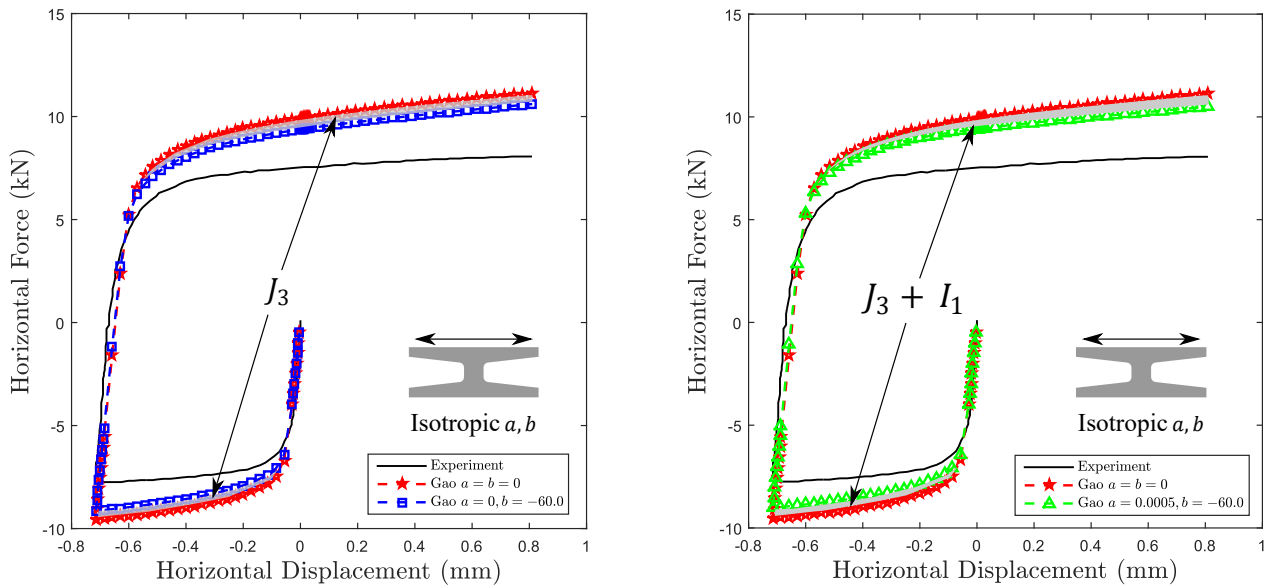 15
10
5
0
-5
-10
-0.8
-0.6
-0.4
-0.2
0
0.2
0.4
0.6
0.8
1
Horizontal Force (kN)
Horizontal Displacement (mm)
J₃
Isotropic a, b
Experiment
Gao a = b = 0
Gao a = 0, b = −60.0
15
10
5
0
-5
-10
-0.8
-0.6
-0.4
-0.2
0
0.2
0.4
0.6
0.8
1
Horizontal Force (kN)
Horizontal Displacement (mm)
J₃ + I₁
Isotropic a, b
Experiment
Gao a = b = 0
Gao a = 0.0005, b = −60.0